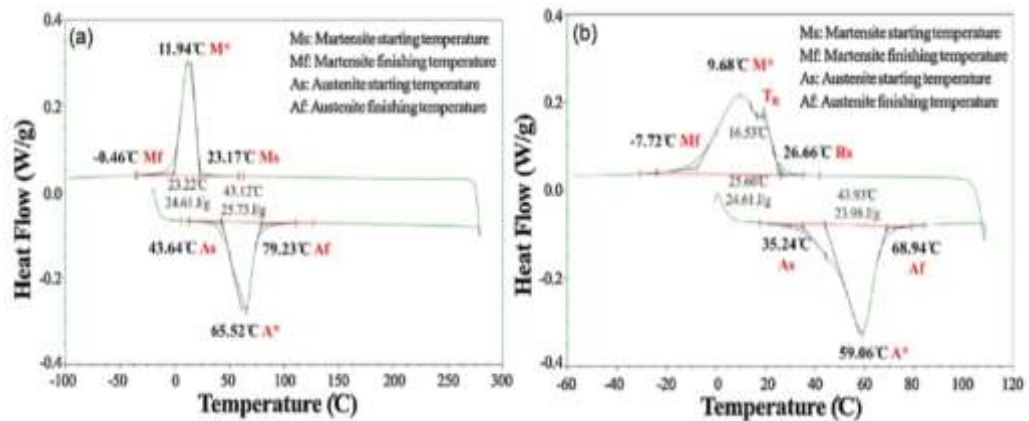 (a)
0.4
0.2
0.0
-0.2
0.4
Heat Flow (W/g)
11.94℃ M*
Ms: Martensite starting temperature
Mf: Martensite finishing temperature
As: Austenite starting temperature
Af: Austenite finishing temperature
-0.46℃ Mf
23.17℃ Ms
23.22℃
24.61 J/g
43.12℃
25.73 J/g
43.64℃ As
79.23℃ Af
65.52℃ A*
-100 -50 0 50 100 150 200 250 300
Temperature (C)
(b)
0.4
0.2
0.0
-0.2
-0.4
Heat Flow (W/g)
Ms: Martensite starting temperature
Mf: Martensite finishing temperature
As: Austenite starting temperature
Af: Austenite finishing temperature
9.68℃ M*
TR
16.53℃
-7.72℃ Mf
26.66℃ Rs
25.60℃
24.61 J/g
43.93℃
23.98 J/g
35.24℃
As
68.94℃
Af
59.06℃ A*
-60 -40 -20 0 20 40 60 80 100 120
Temperature (C)